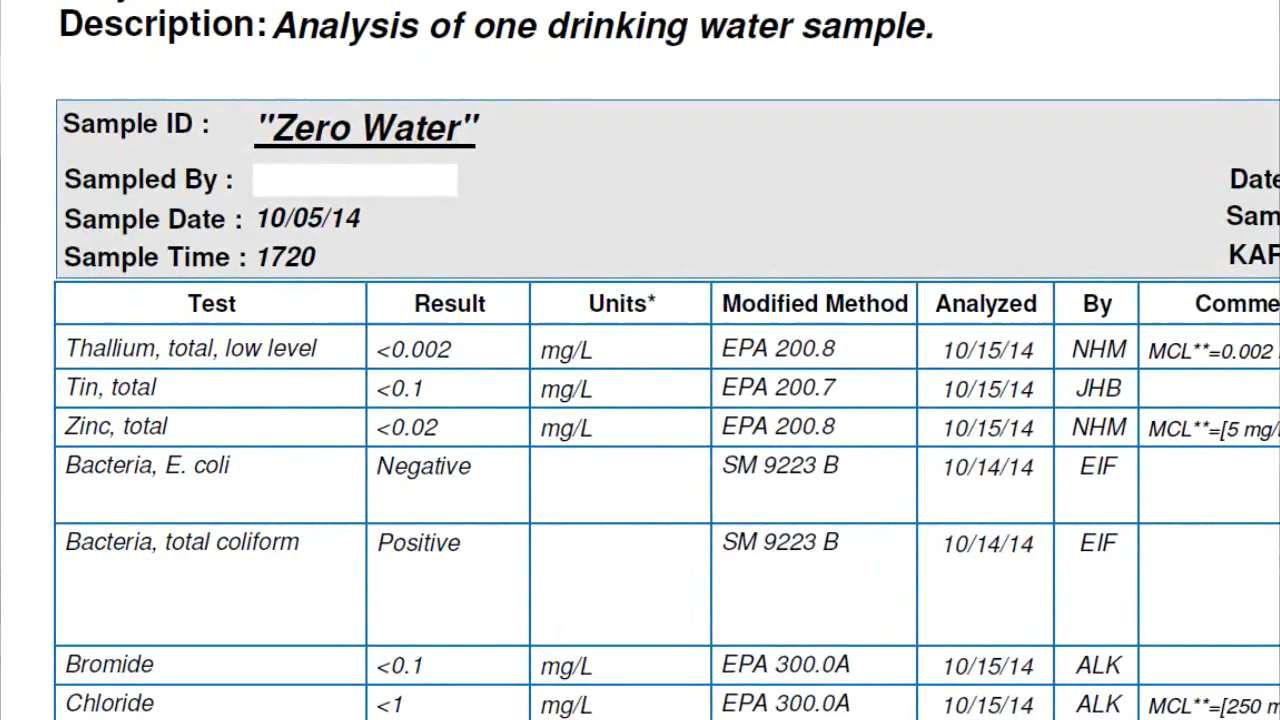 Description: Analysis of one drinking water sample.
Sample ID : "Zero Water"
Sampled By : Date
Sample Date : 10/05/14 Sam
Sample Time : 1720 KAR
Test Result Units* Modified Method Analyzed By Comme
Thallium, total, low level <0.002 mg/L EPA 200.8 10/15/14 NHM MCL**=0.002
Tin, total <0.1 mg/L EPA 200.7 10/15/14 JHB
Zinc, total <0.02 mg/L EPA 200.8 10/15/14 NHM MCL**=[5 mg/
Bacteria, E. coli Negative SM 9223 B 10/14/14 EIF
Bacteria, total coliform Positive SM 9223 B 10/14/14 EIF
Bromide <0.1 mg/L EPA 300.0A 10/15/14 ALK
Chloride <1 mg/L EPA 300.0A 10/15/14 ALK MCL**=[250 m